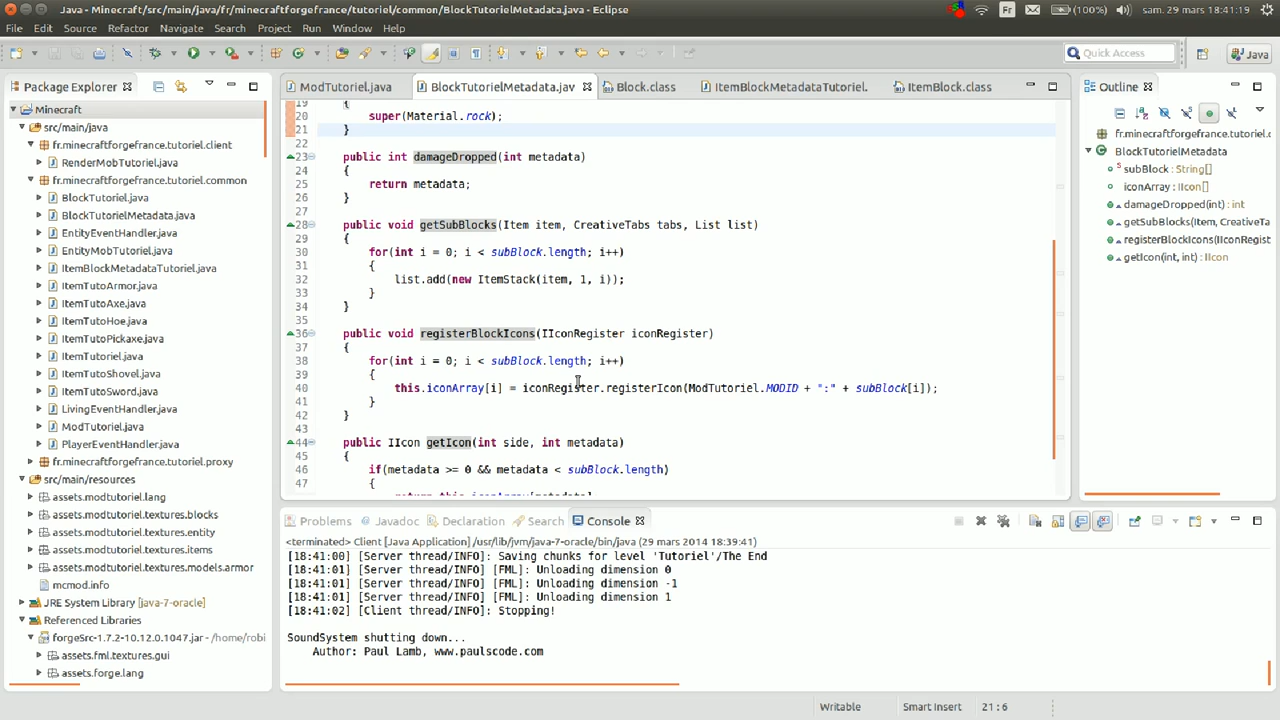 Java - Minecraft/src/main/java/fr/minecraftforgefrance/tutoriel/common/BlockTutorielMetadata.java - Eclipse
Fr
(100%)
sam. 29 mars 2014 18:41:19
File Edit Source Refactor Navigate Search Project Run Window Help
Quick Access
Java
Package Explorer
Minecraft
src/main/java
fr.minecraftforgefrance.tutoriel.client
RenderMobTutoriel.java
fr.minecraftforgefrance.tutoriel.common
BlockTutoriel.java
BlockTutorielMetadata.java
EntityEventHandler.java
EntityMobTutoriel.java
ItemBlockMetadataTutoriel.java
ItemTutoArmor.java
ItemTutoAxe.java
ItemTutoHoe.java
ItemTutoPickaxe.java
ItemTutoriel.java
ItemTutoShovel.java
ItemTutoSword.java
LivingEventHandler.java
ModTutoriel.java
PlayerEventHandler.java
fr.minecraftforgefrance.tutoriel.proxy
src/main/resources
assets.modtutoriel.lang
assets.modtutoriel.textures.blocks
assets.modtutoriel.textures.entity
assets.modtutoriel.textures.items
assets.modtutoriel.textures.models.armor
mcmod.info
JRE System Library [java-7-oracle]
Referenced Libraries
forgeSrc-1.7.2-10.12.0.1047.jar - /home/robi
assets.fml.textures.gui
assets.forge.lang
ModTutoriel.java BlockTutorielMetadata.jav Block.class ItemBlockMetadataTutoriel. ItemBlock.class
19 {
20 super(Material.rock);
21 }
22
23 public int damageDropped(int metadata)
24 {
25 return metadata;
26 }
27
28 public void getSubBlocks(Item item, CreativeTabs tabs, List list)
29 {
30 for(int i = 0; i < subBlock.length; i++)
31 {
32 list.add(new ItemStack(item, 1, i));
33 }
34 }
35
36 public void registerBlockIcons(IIconRegister iconRegister)
37 {
38 for(int i = 0; i < subBlock.length; i++)
39 {
40 this.iconArray[i] = iconRegister.registerIcon(ModTutoriel.MODID + ":" + subBlock[i]);
41 }
42 }
43
44 public IIcon getIcon(int side, int metadata)
45 {
46 if(metadata >= 0 && metadata < subBlock.length)
47 {
Outline
fr.minecraftforgefrance.tutoriel.c
BlockTutorielMetadata
subBlock : String[]
iconArray : IIcon[]
damageDropped(int) : int
getSubBlocks(Item, CreativeTa
registerBlockIcons(IIconRegist
getIcon(int, int) : IIcon
Problems Javadoc Declaration Search Console
<terminated> Client [Java Application] /usr/lib/jvm/java-7-oracle/bin/java (29 mars 2014 18:39:41)
[18:41:00] [Server thread/INFO]: Saving chunks for level 'Tutoriel'/The End
[18:41:01] [Server thread/INFO] [FML]: Unloading dimension 0
[18:41:01] [Server thread/INFO] [FML]: Unloading dimension -1
[18:41:01] [Server thread/INFO] [FML]: Unloading dimension 1
[18:41:02] [Client thread/INFO]: Stopping!
SoundSystem shutting down...
Author: Paul Lamb, www.paulscode.com
Writable Smart Insert 21 : 6